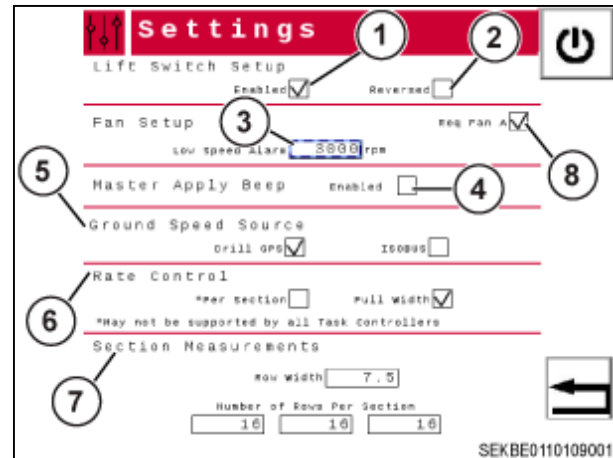 Settings
1
2
Lift Switch Setup
Enabled Reversed
3
Fan Setup Req Fan A
Low Speed Alarm 3000 rpm
8
5
Master Apply Beep Enabled
4
Ground Speed Source
Drill GPS ISOBUS
Rate Control
6
*Per Section Full Width
*May not be supported by all Task Controllers
Section Measurements
7
Row Width 7.5
Number of Rows Per Section
16 16 16
SEKBE0110109001